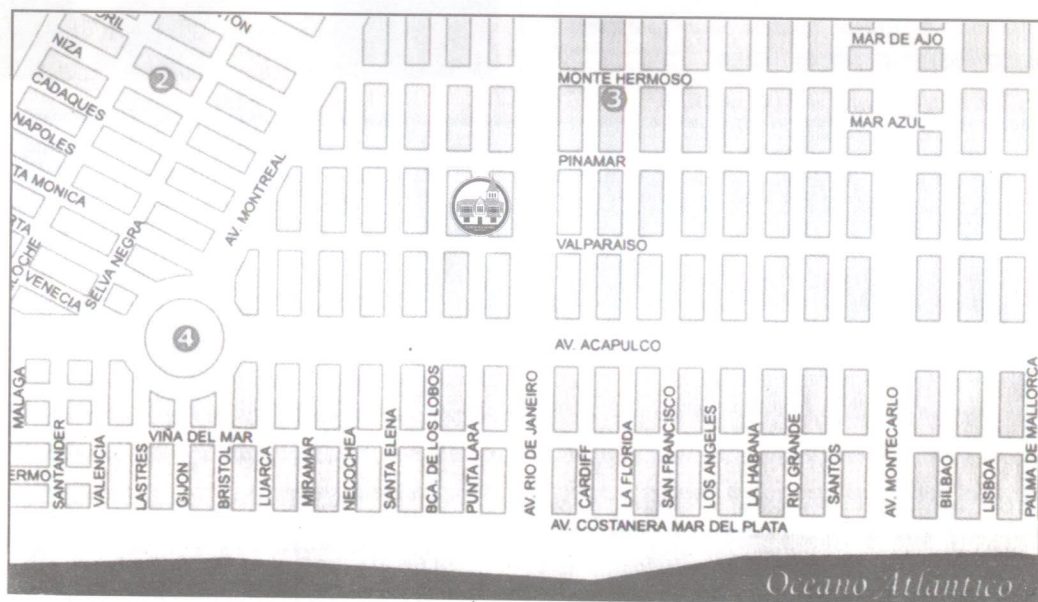 NIZA
CADAQUES
NAPOLES
MONICA
VENECIA
SELVA NEGRA
AV. MONTREAL
2
3
4
MAR DE AJO
MONTE HERMOSO
MAR AZUL
PINAMAR
VALPARAISO
AV. ACAPULCO
VIÑA DEL MAR
MALAGA
SANTANDER
VALENCIA
LASTRES
GIJON
BRISTOL
LUARCA
MIRAMAR
NECOCHEA
SANTA ELENA
BCA. DE LOS LOBOS
PUNTA LARA
AV. RIO DE JANEIRO
CARDIFF
LA FLORIDA
SAN FRANCISCO
LOS ANGELES
LA HABANA
RIO GRANDE
SANTOS
AV. MONTECARLO
BILBAO
LISBOA
PALMA DE MALLORCA
AV. COSTANERA MAR DEL PLATA
Oceano Atlantico